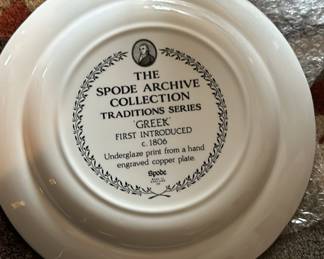 THE
SPODE ARCHIVE
COLLECTION
TRADITIONS SERIES
'GREEK'
FIRST INTRODUCED
c. 1806
Underglaze print from a hand
engraved copper plate
Spode